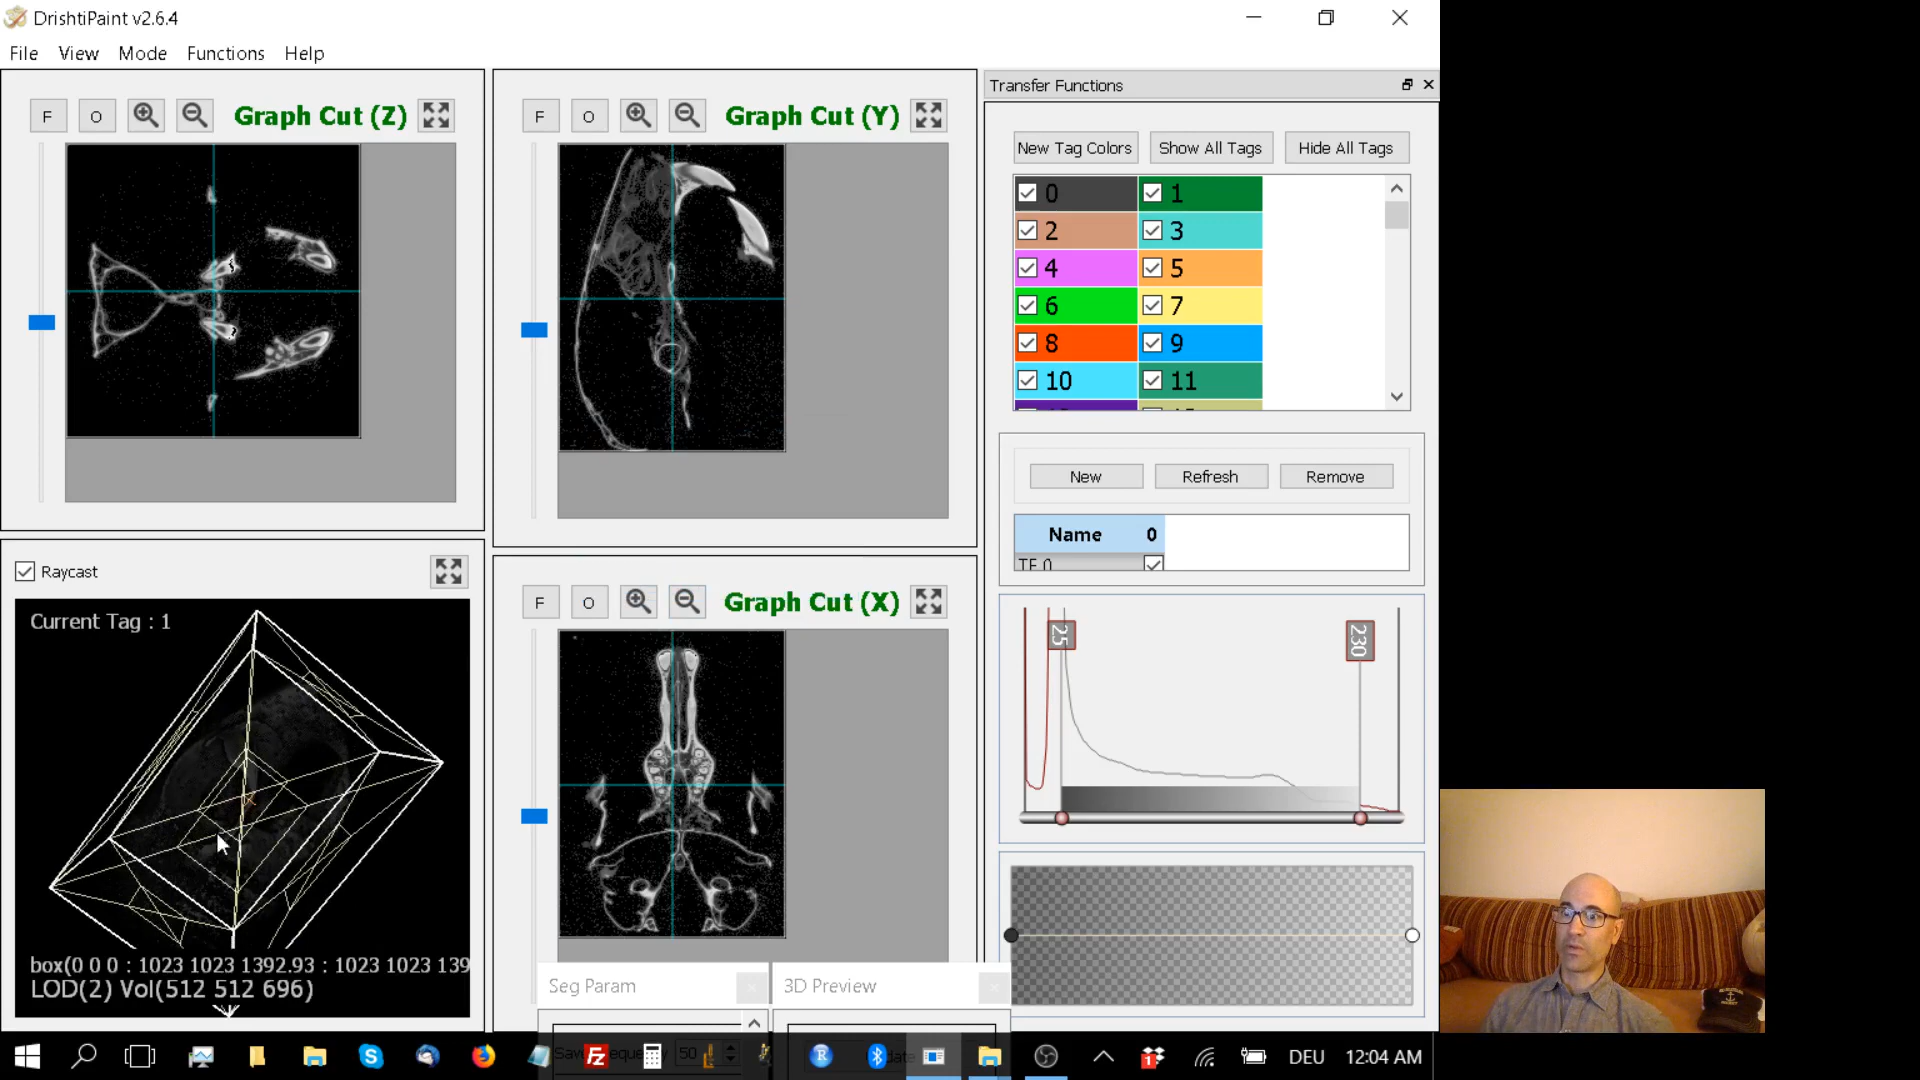 DrishtiPaint v2.6.4
File View Mode Functions Help
F O Graph Cut (Z)
F O Graph Cut (Y)
Transfer Functions
New Tag Colors Show All Tags Hide All Tags
0 1
2 3
4 5
6 7
8 9
10 11
New Refresh Remove
Name 0
TF 0
Raycast
F O Graph Cut (X)
25 230
Current Tag : 1
box(0 0 0 : 1023 1023 1392.93 : 1023 1023 139
LOD(2) Vol(512 512 696)
Seg Param 3D Preview
50
DEU 12:04 AM